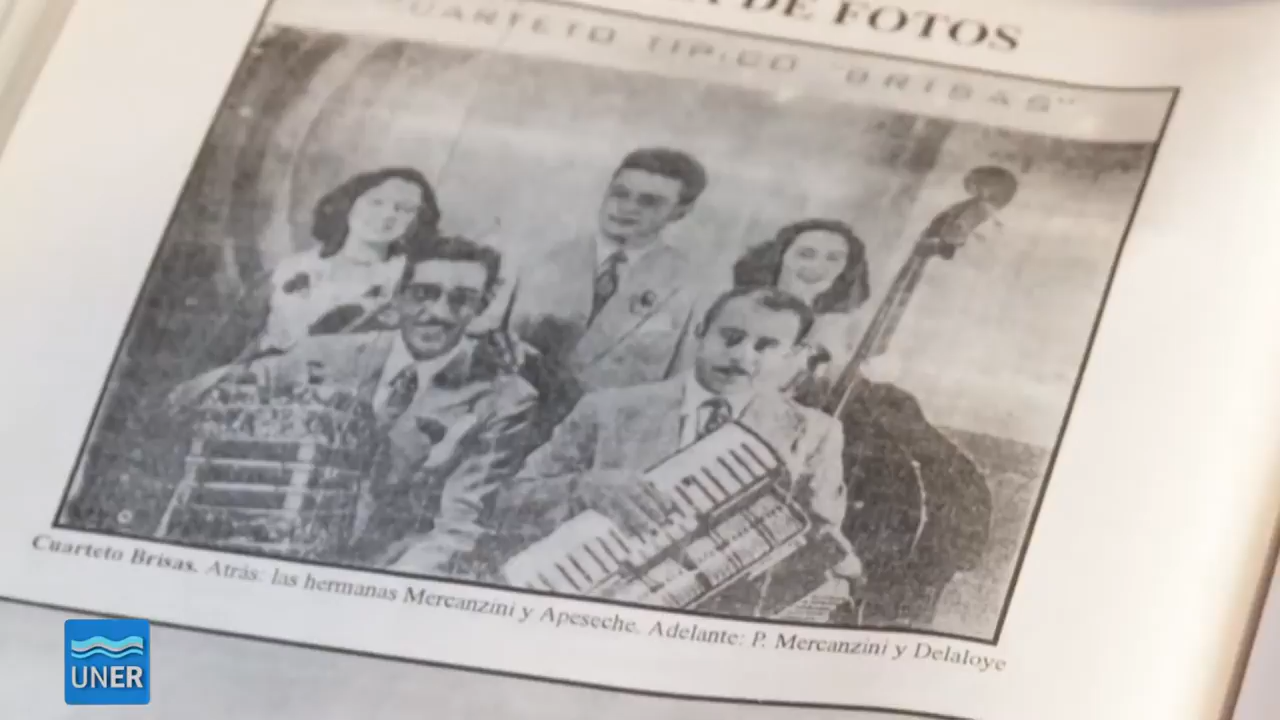 DE FOTOS
CUARTETO TIPICO "BRISAS"
Cuarteto Brisas. Atrás: las hermanas Mercanzini y Apeseche. Adelante: P. Mercanzini y Delaloye
UNER